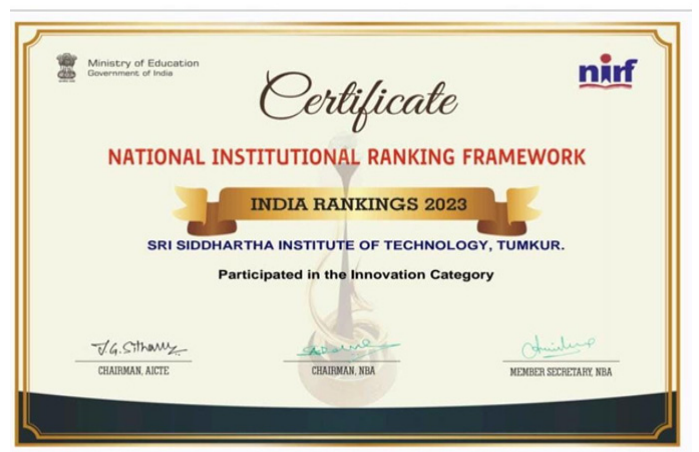 Ministry of Education
Government of India
nirf
Certificate
NATIONAL INSTITUTIONAL RANKING FRAMEWORK
INDIA RANKINGS 2023
SRI SIDDHARTHA INSTITUTE OF TECHNOLOGY, TUMKUR.
Participated in the Innovation Category
CHAIRMAN, AICTE
CHAIRMAN, NBA
MEMBER SECRETARY, NBA